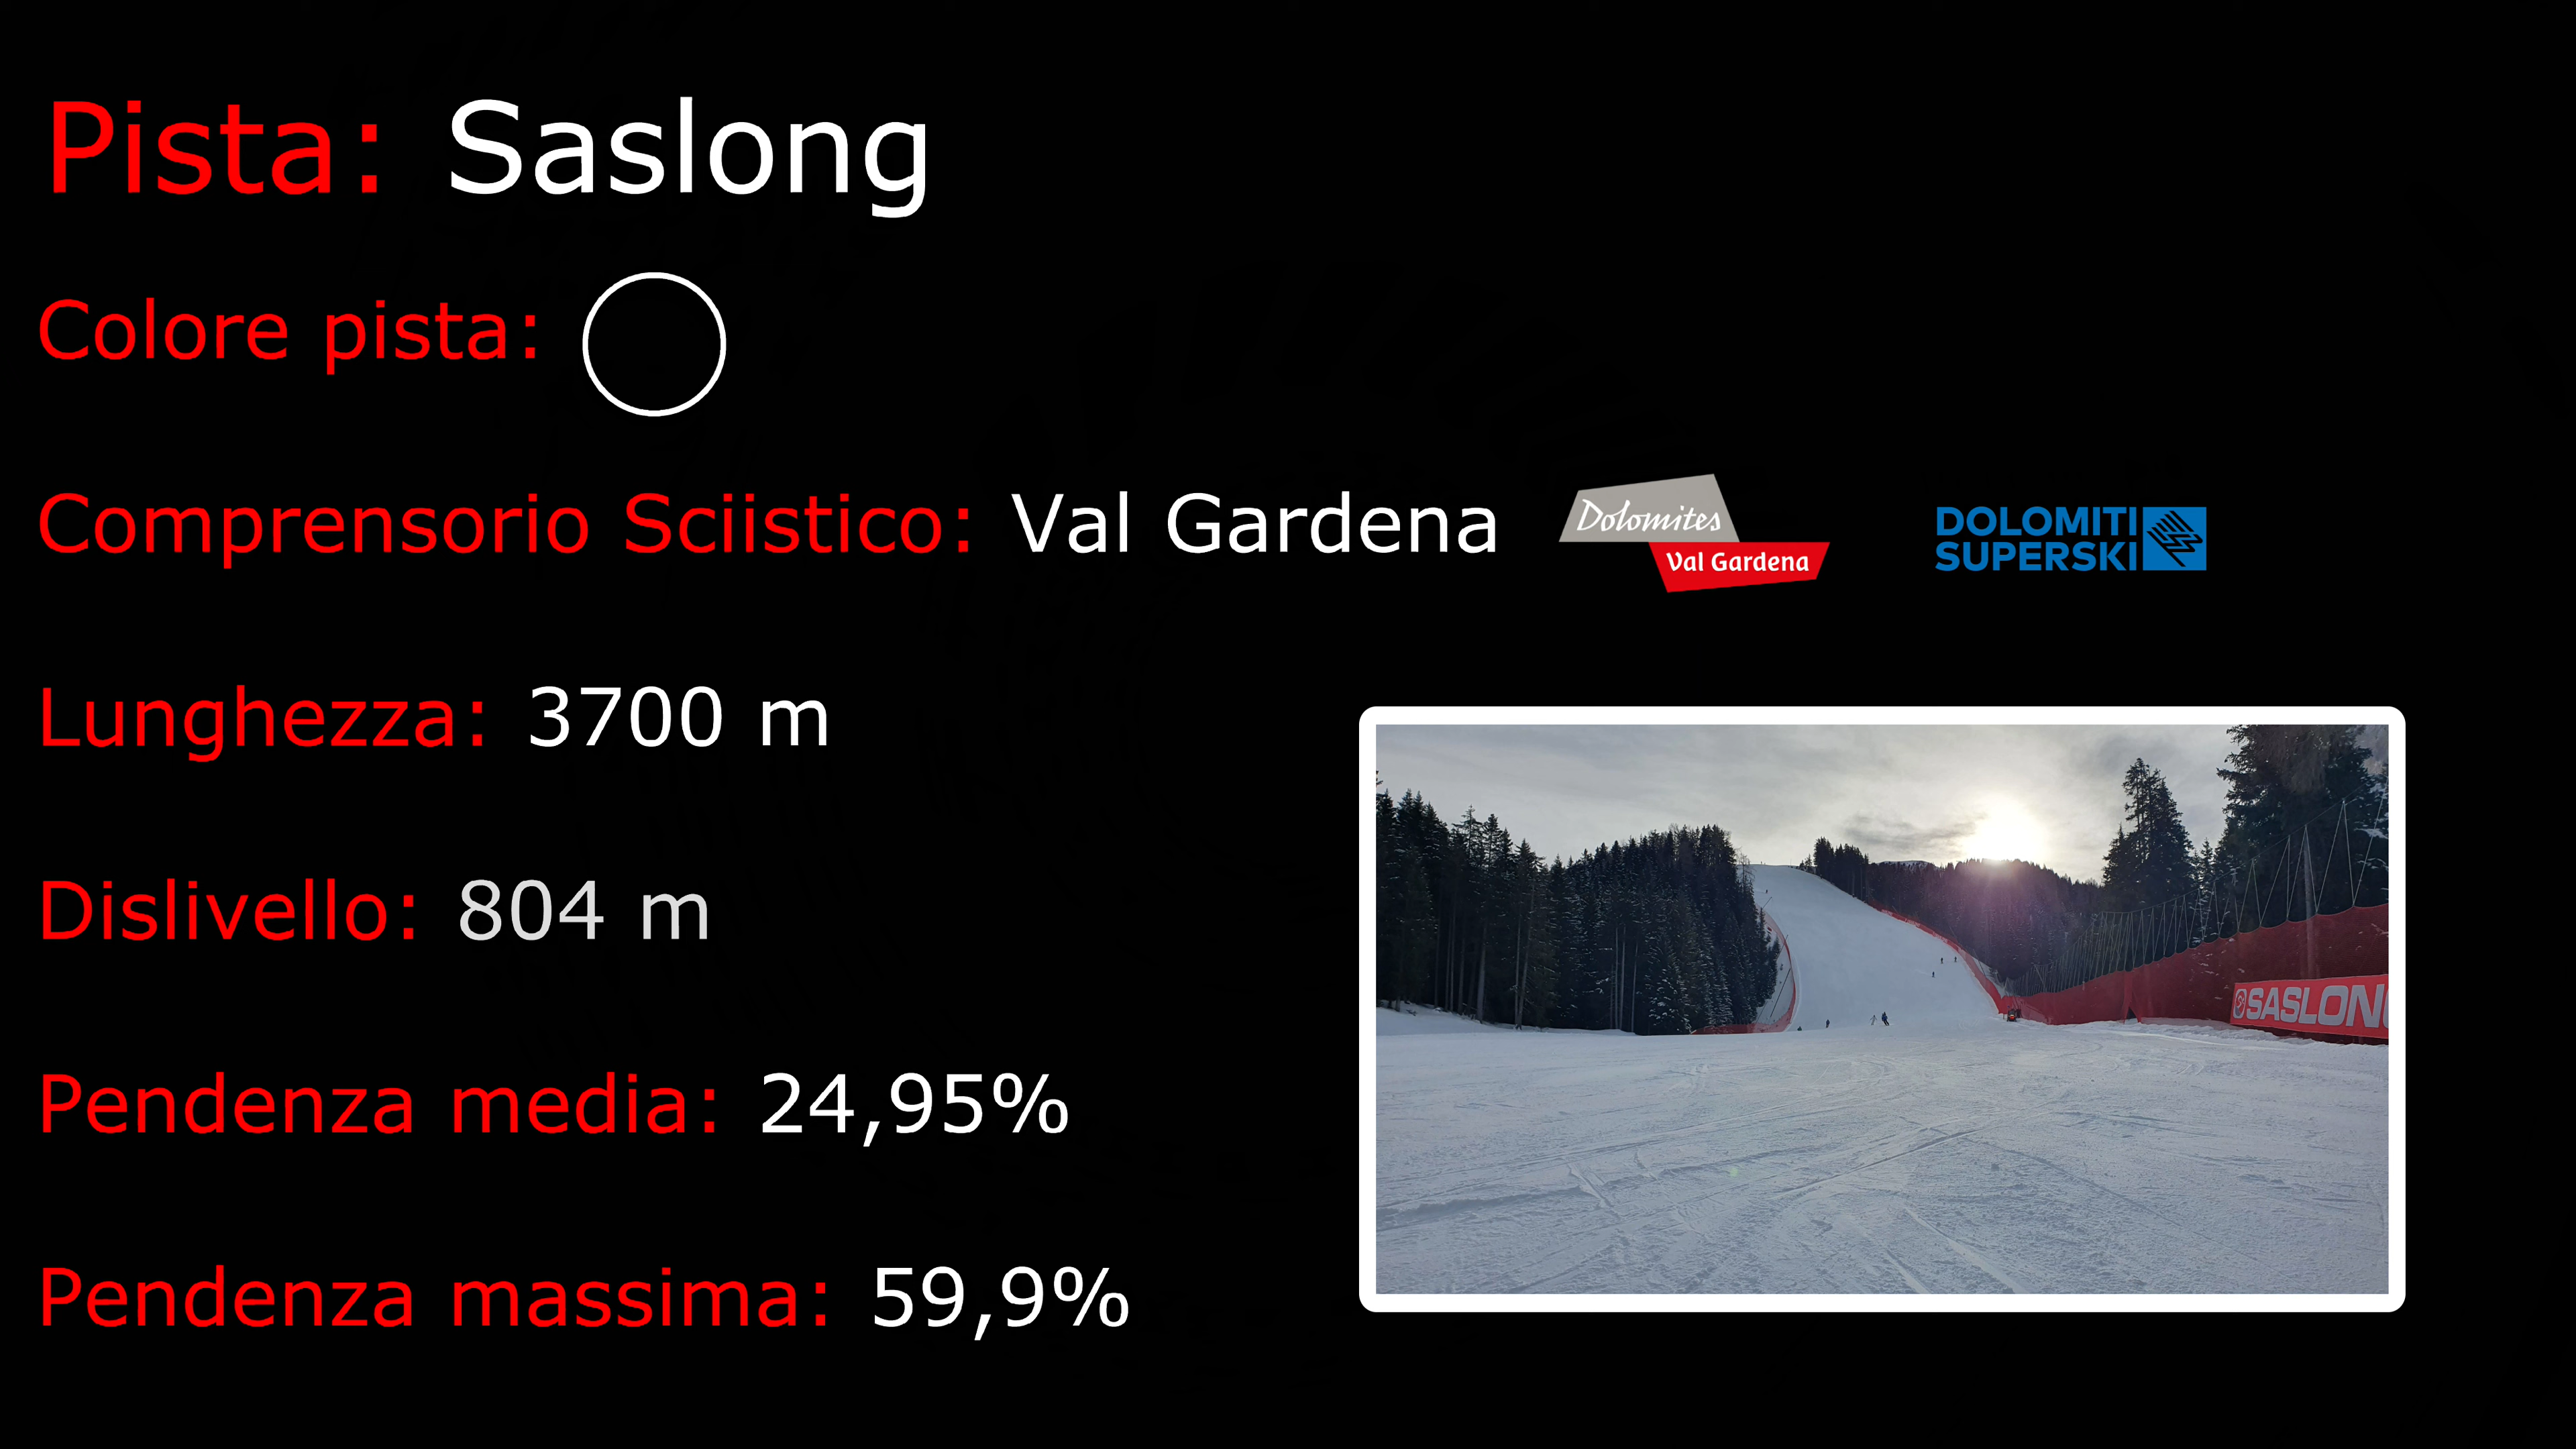 Pista: Saslong
Colore pista:
Comprensorio Sciistico: Val Gardena
Dolomites
Val Gardena
DOLOMITI
SUPERSKI
Lunghezza: 3700 m
Dislivello: 804 m
Pendenza media: 24,95%
Pendenza massima: 59,9%
SASLONG